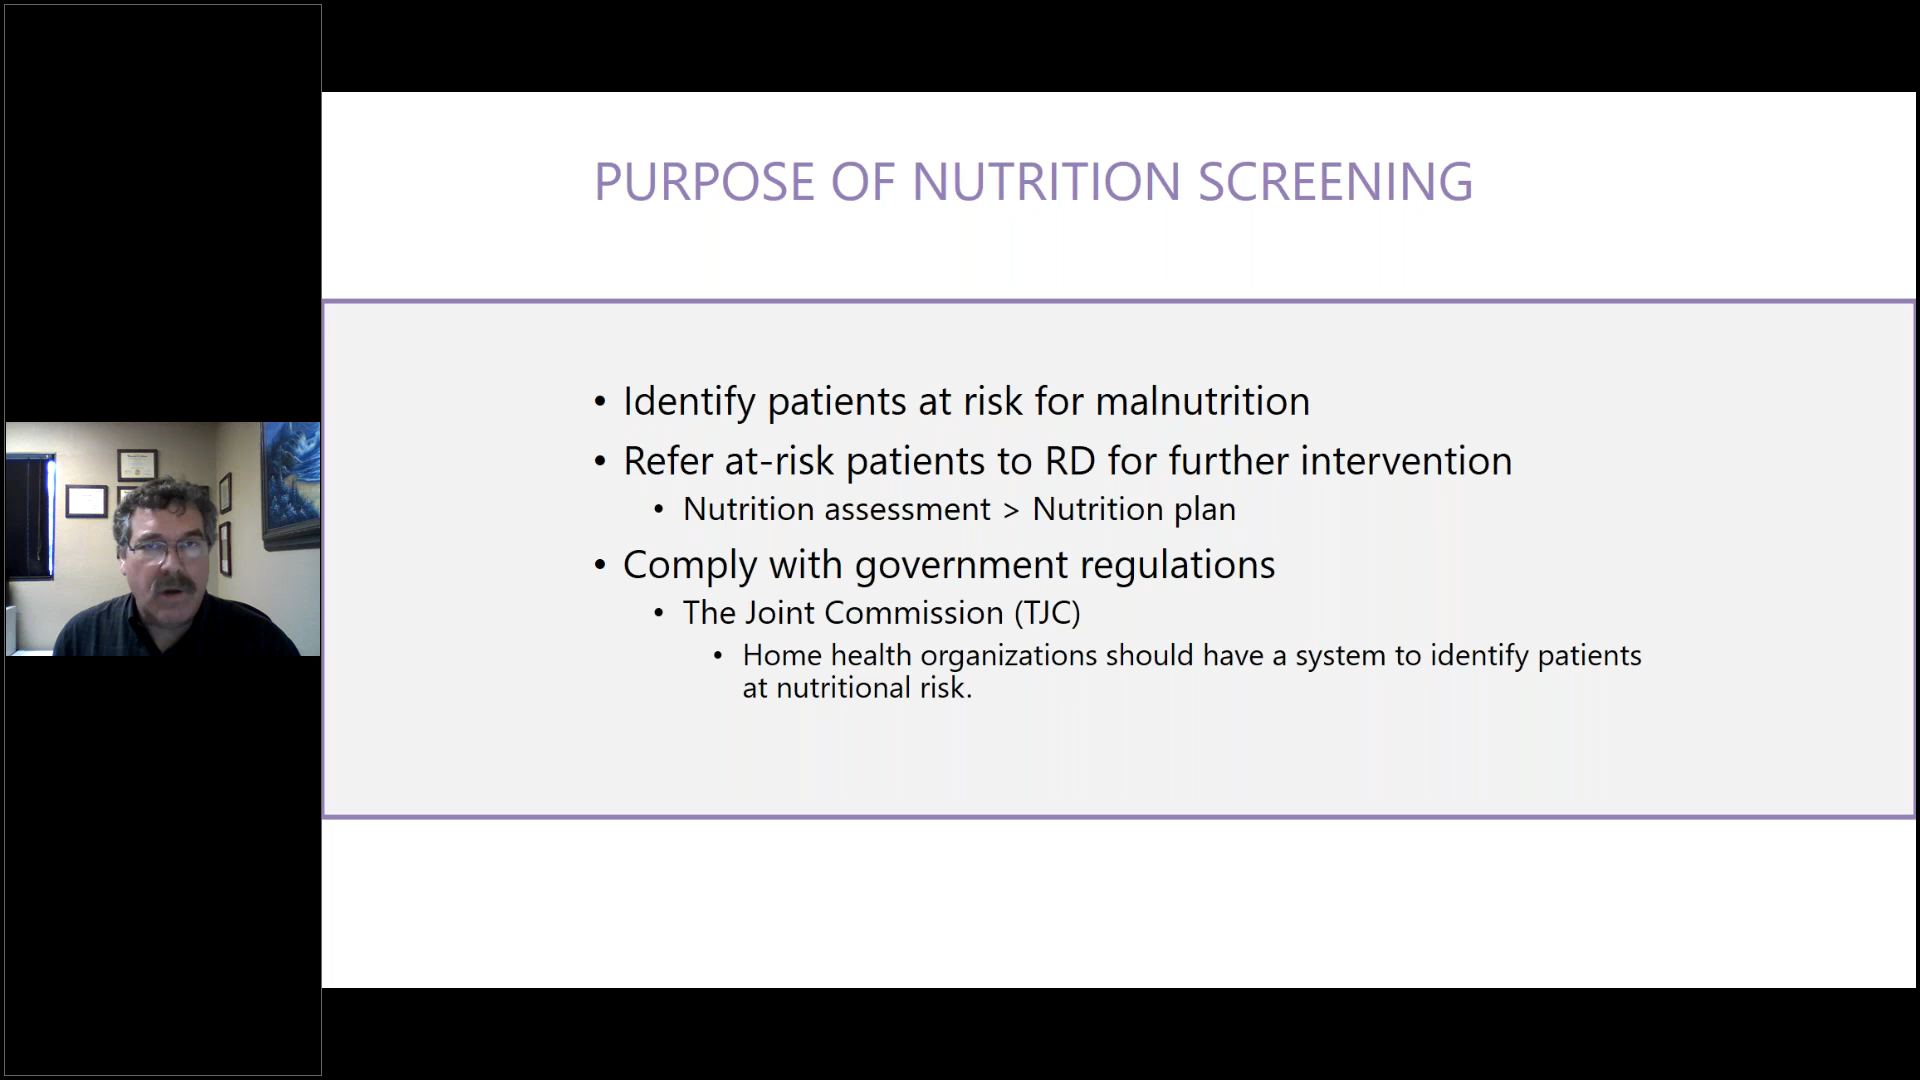 PURPOSE OF NUTRITION SCREENING
• Identify patients at risk for malnutrition
• Refer at-risk patients to RD for further intervention
• Nutrition assessment > Nutrition plan
• Comply with government regulations
• The Joint Commission (TJC)
• Home health organizations should have a system to identify patients
at nutritional risk.